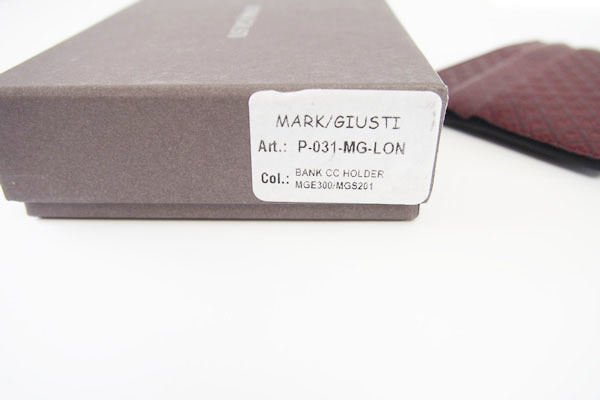 MARK/GIUSTI
Art.: P-031-MG-LON
Col.: BANK CC HOLDER
MGE300/MGS201